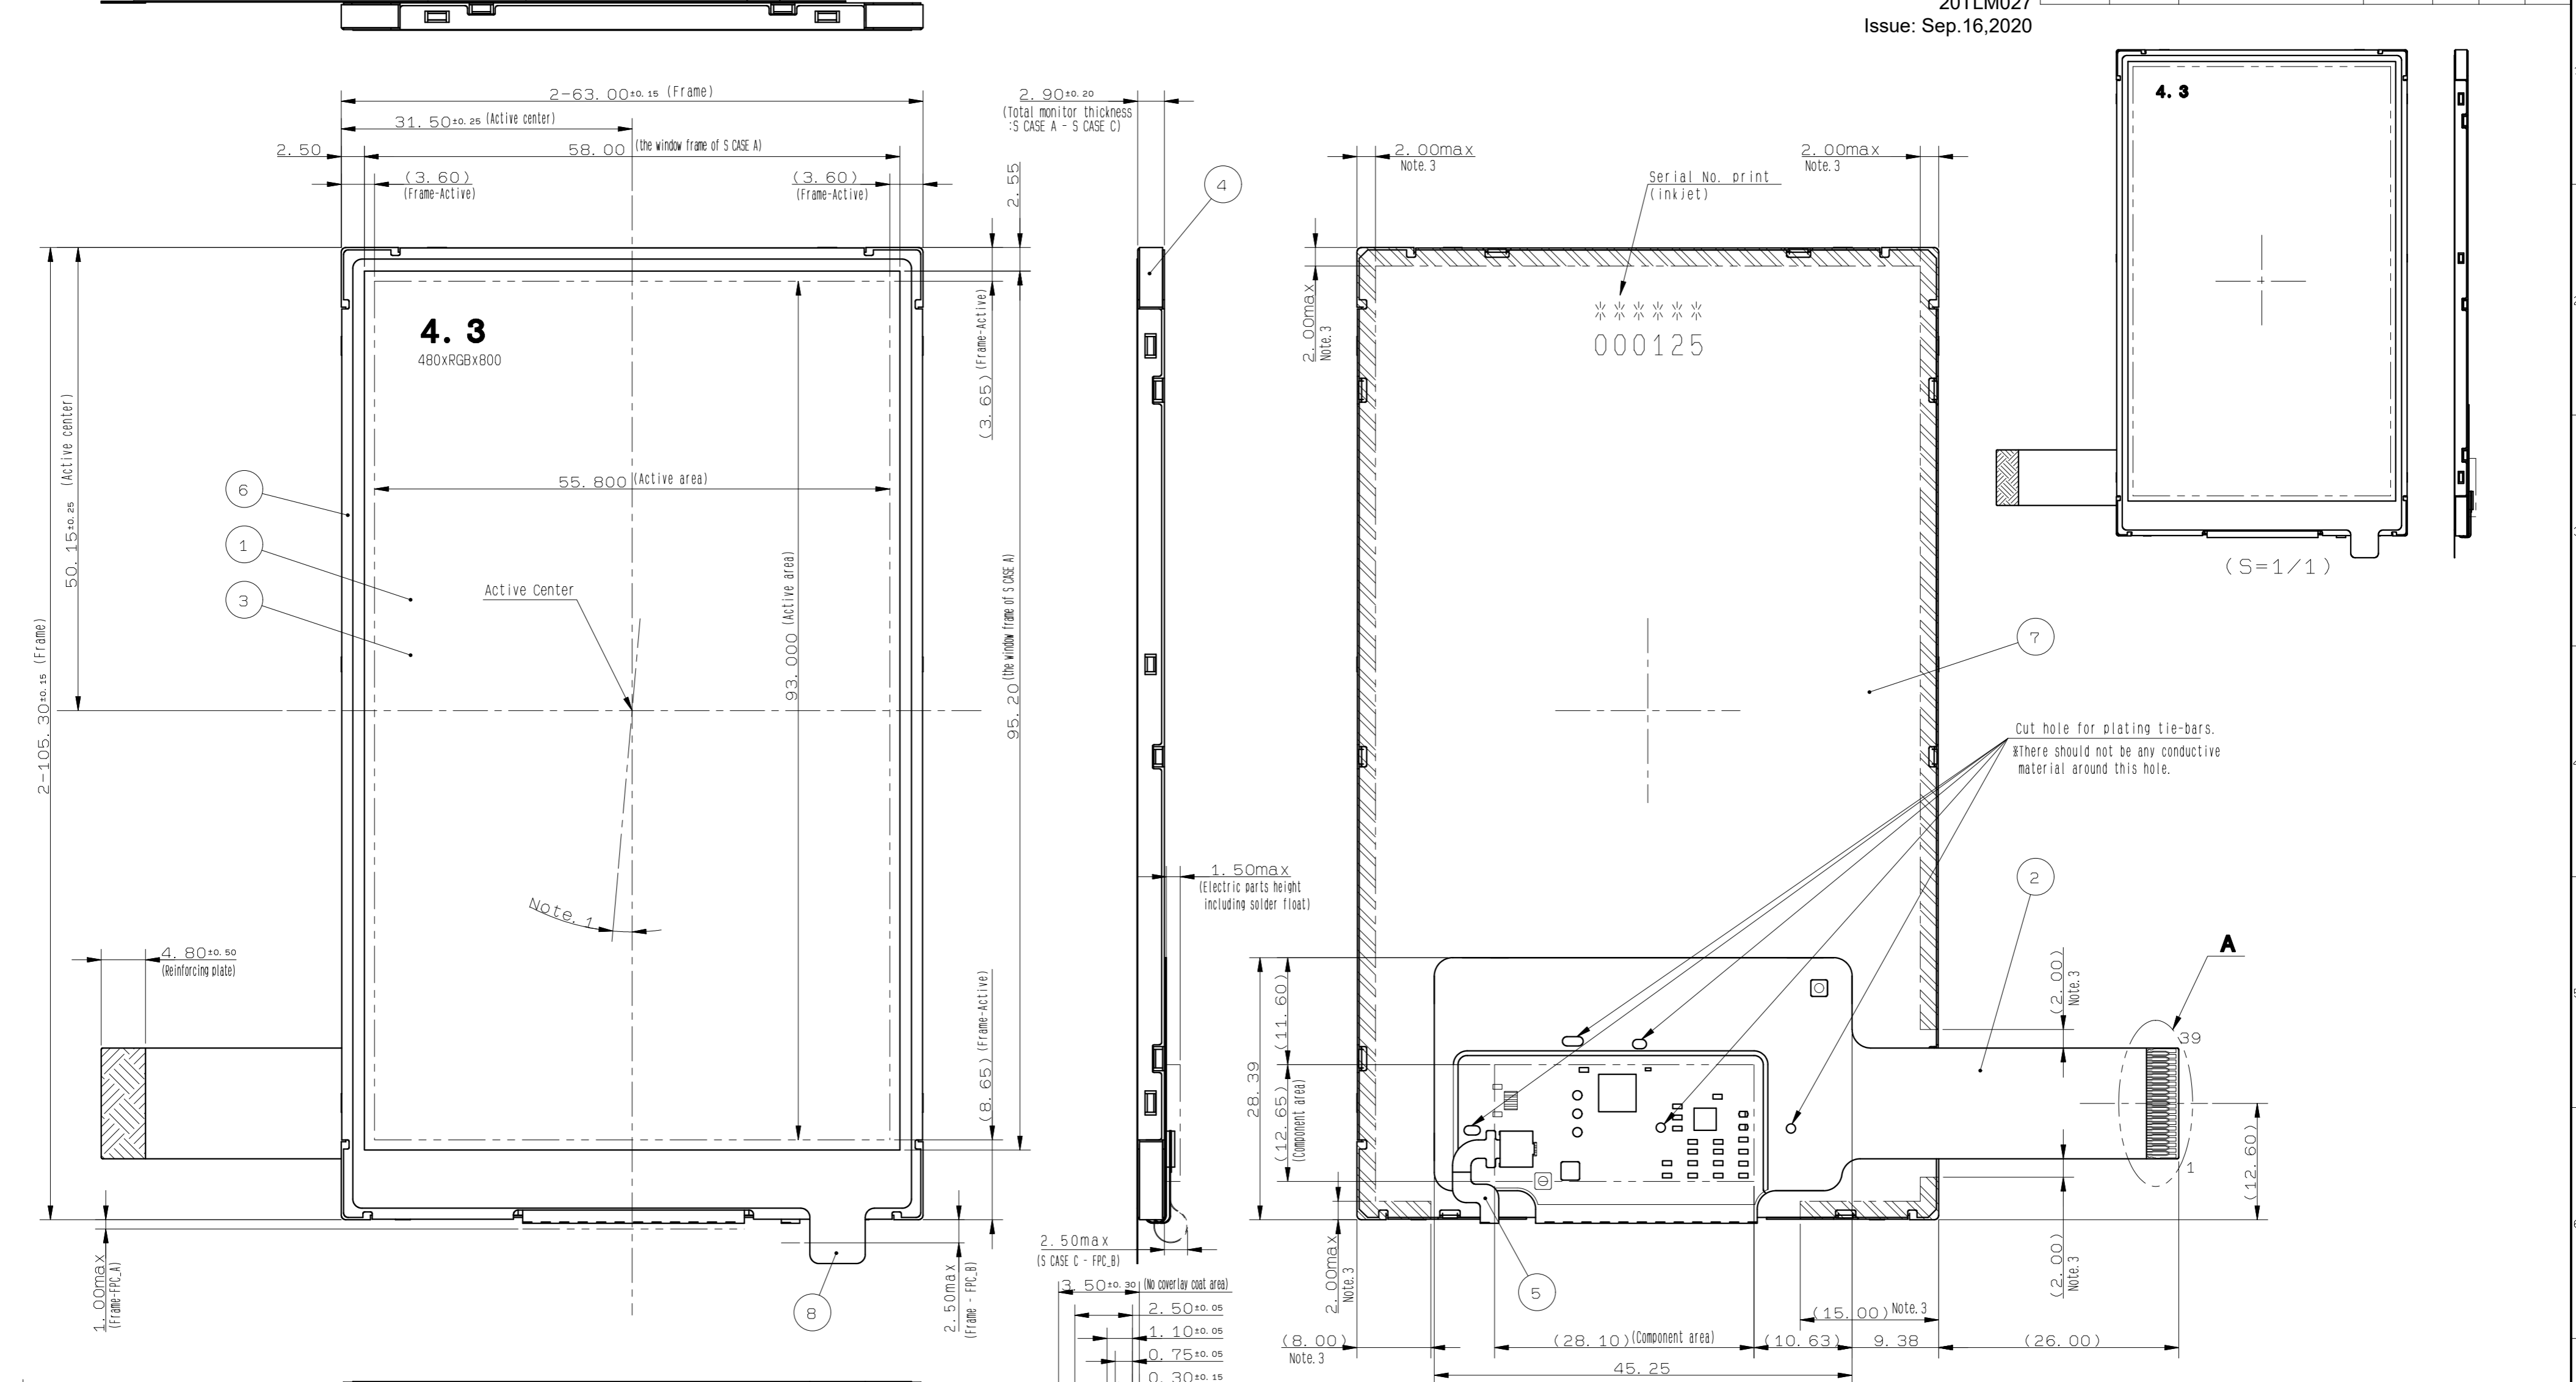 20TLM027
Issue: Sep.16,2020
2-63.00±0.15 (Frame)
31.50±0.25 (Active center)
2.50
58.00 (the window frame of S CASE A)
(3.60)
(Frame-Active)
(3.60)
(Frame-Active)
2.90±0.20
(Total monitor thickness
:S CASE A - S CASE C)
2.55
4
4.3
480xRGBx800
(3.65) (Frame-Active)
50.15±0.25 (Active center)
2-105.30±0.15 (Frame)
6
1
3
55.800 (Active area)
Active Center
93.000 (Active area)
95.20 (the window frame of S CASE A)
Note.1
4.80±0.50
(Reinforcing plate)
(8.65) (Frame-Active)
1.00max
(Frame-FPC_A)
8
2.50max
(Frame - FPC_B)
1.50max
(Electric parts height
including solder float)
2.50max
(S CASE C - FPC_B)
3.50±0.30 (No coverlay coat area)
2.50±0.05
1.10±0.05
0.75±0.05
0.30±0.15
2.00max
Note.3
2.00max
Note.3
Serial No. print
(inkjet)
2.00max
Note.3
✳✳✳✳✳✳
000125
7
Cut hole for plating tie-bars.
※There should not be any conductive
material around this hole.
2
A
39
1
(2.00)
Note.3
28.39
(11.60)
(12.65)
(Component area)
(12.60)
2.00max
Note.3
5
(2.00)
Note.3
(15.00) Note.3
(8.00)
Note.3
(28.10) (Component area)
(10.63)
9.38
(26.00)
45.25
4.3
(S=1/1)